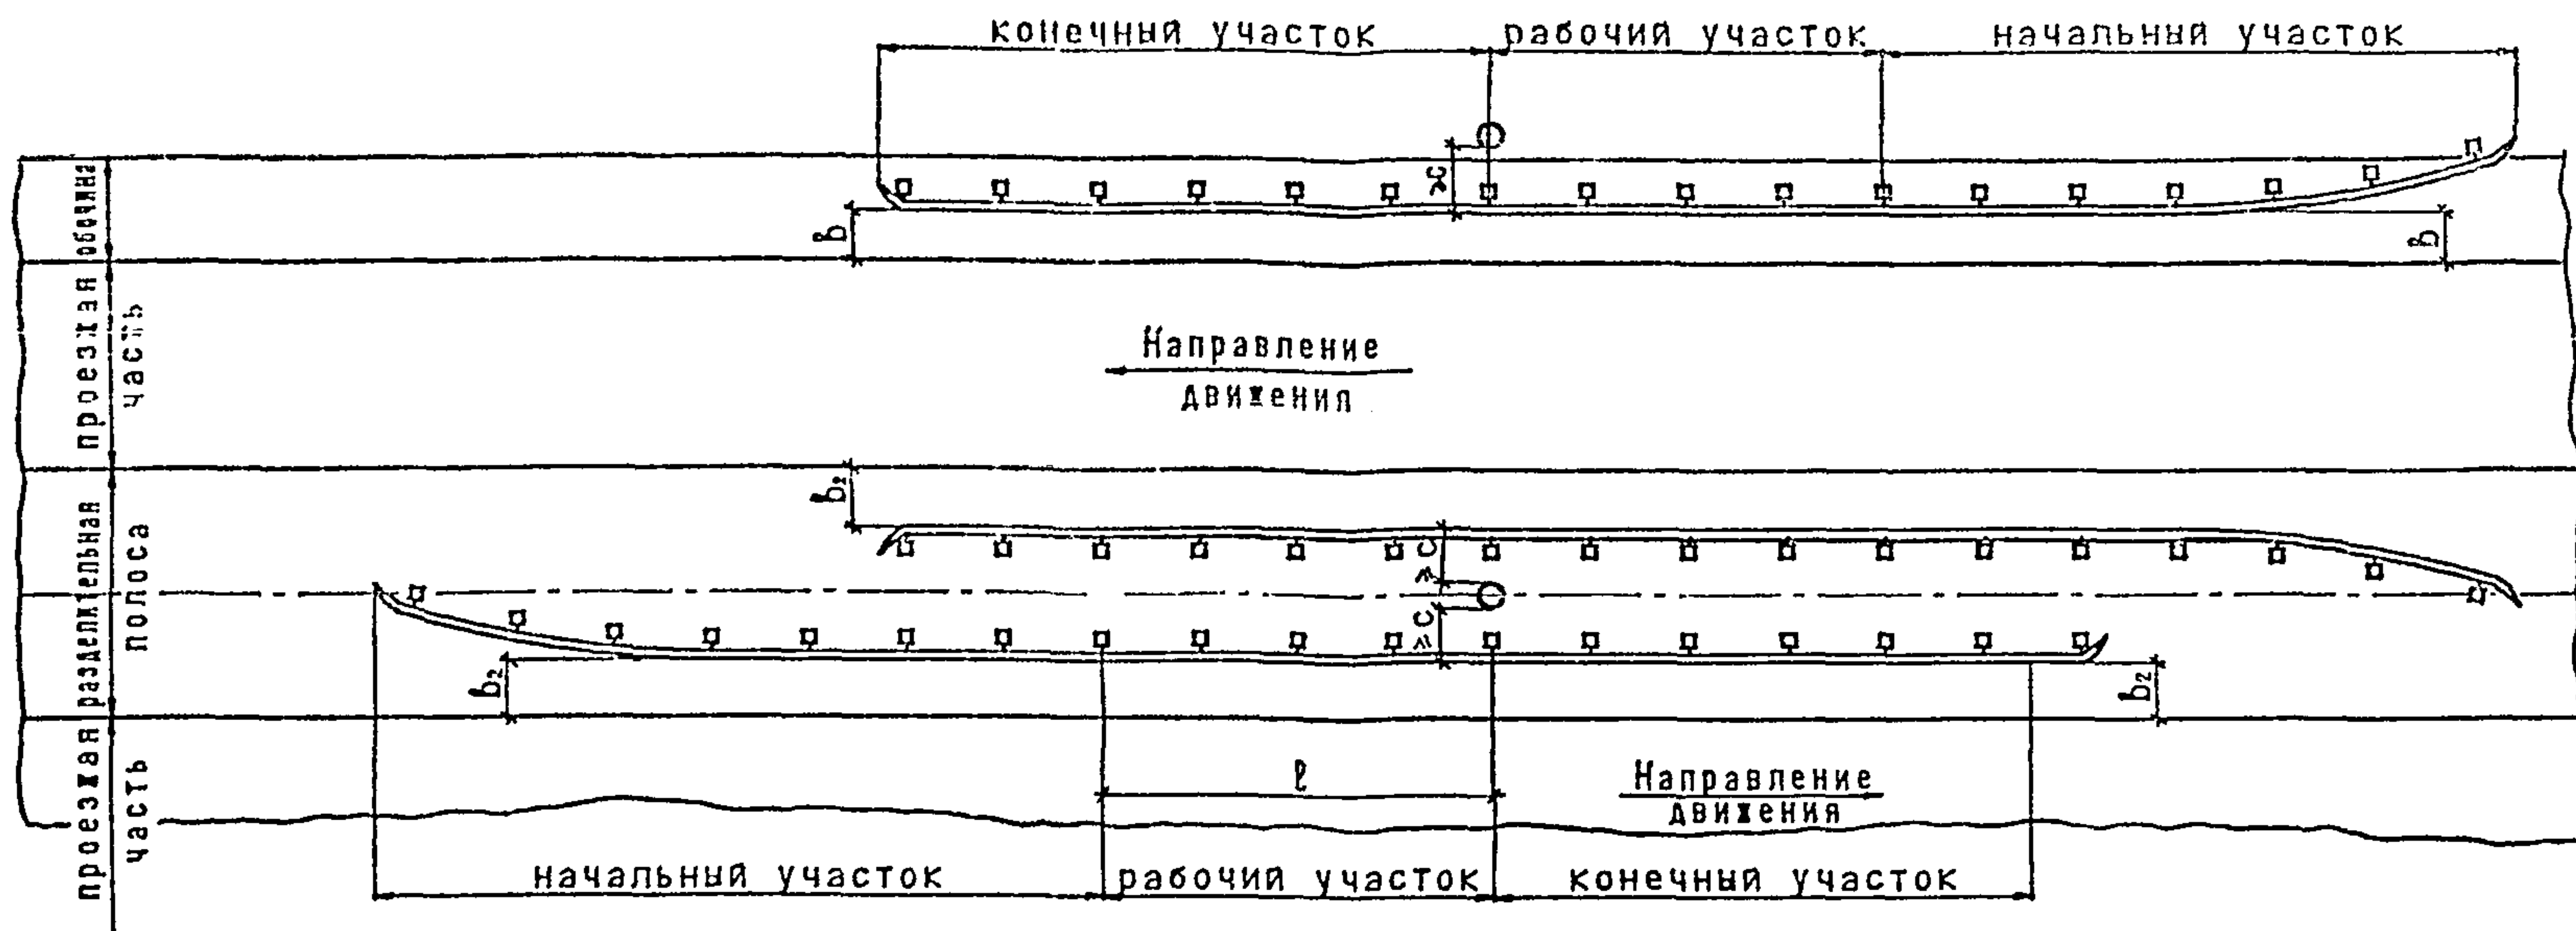 конечный участок
рабочий участок
начальный участок
обочина
ж
b
b
проезжая
часть
Направление
движения
b₂
разделительная
полоса
≥c
≥c
b₂
b₂
проезжая
часть
ℓ
Направление
движения
начальный участок
рабочий участок
конечный участок